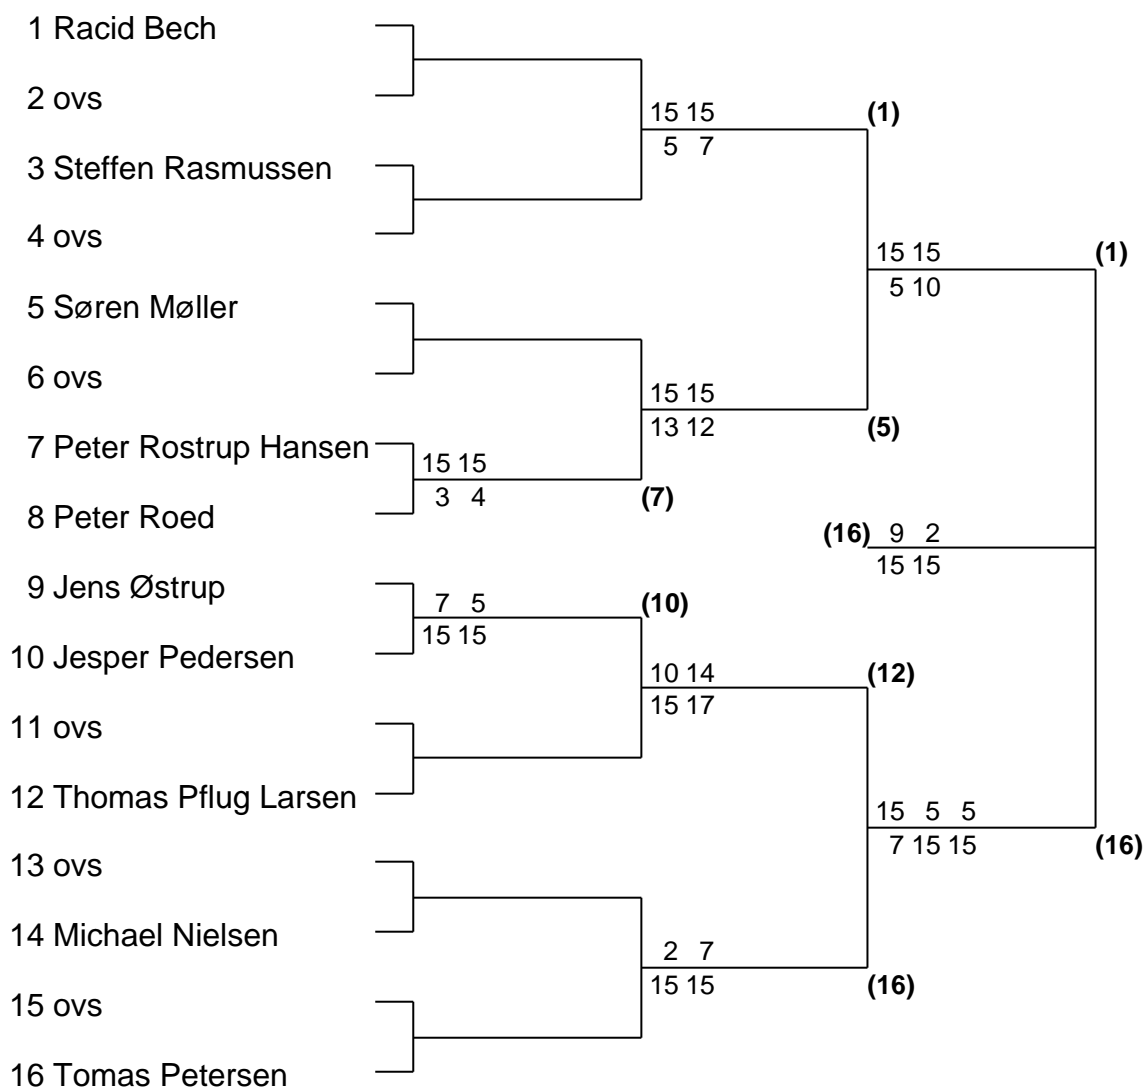 1 Racid Bech
2 ovs
15 15 (1)
5 7
3 Steffen Rasmussen
4 ovs
15 15 (1)
5 10
5 Søren Møller
6 ovs
15 15
13 12 (5)
7 Peter Rostrup Hansen
15 15
3 4 (7)
8 Peter Roed
(16) 9 2
15 15
9 Jens Østrup
7 5 (10)
15 15
10 Jesper Pedersen
10 14 (12)
15 17
11 ovs
12 Thomas Pflug Larsen
15 5 5
7 15 15 (16)
13 ovs
14 Michael Nielsen
2 7
15 15 (16)
15 ovs
16 Tomas Petersen